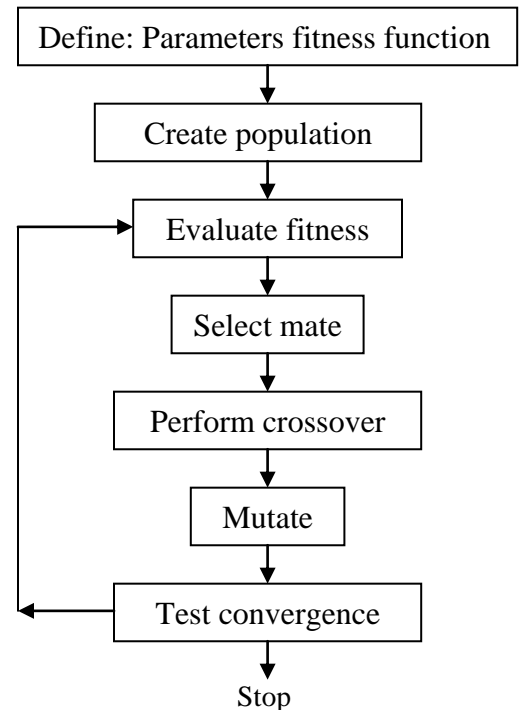 Define: Parameters fitness function
Create population
Evaluate fitness
Select mate
Perform crossover
Mutate
Test convergence
Stop